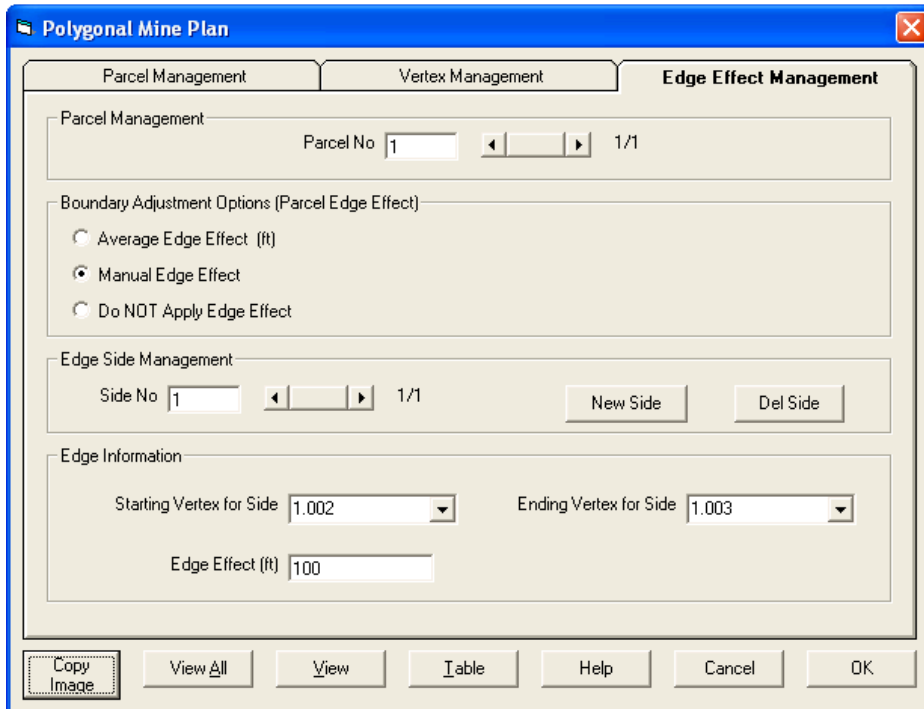 Polygonal Mine Plan
Parcel Management Vertex Management Edge Effect Management
Parcel Management
Parcel No 1 1/1
Boundary Adjustment Options (Parcel Edge Effect)
Average Edge Effect (ft)
Manual Edge Effect
Do NOT Apply Edge Effect
Edge Side Management
Side No 1 1/1 New Side Del Side
Edge Information
Starting Vertex for Side 1.002 Ending Vertex for Side 1.003
Edge Effect (ft) 100
Copy Image View All View Table Help Cancel OK